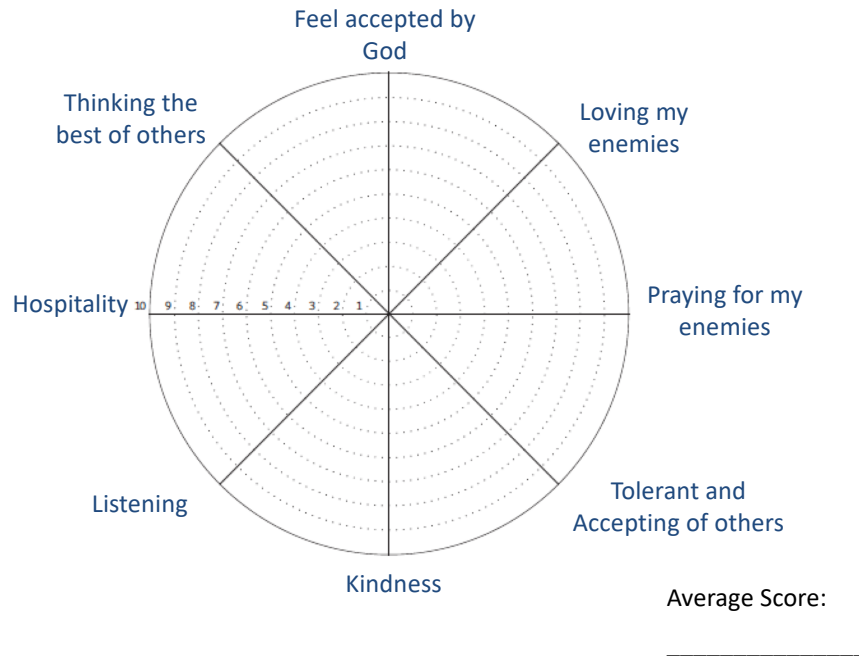 Feel accepted by
God
Thinking the
best of others
Loving my
enemies
Hospitality
10 9 8 7 6 5 4 3 2 1
Praying for my
enemies
Listening
Tolerant and
Accepting of others
Kindness
Average Score: